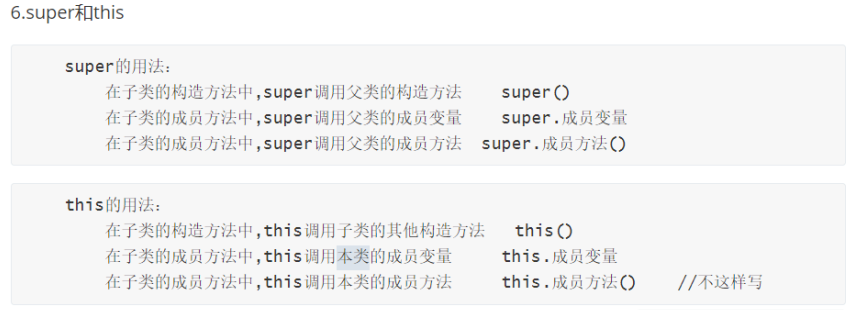 6.super和this
super的用法:
在子类的构造方法中,super调用父类的构造方法 super()
在子类的成员方法中,super调用父类的成员变量 super.成员变量
在子类的成员方法中,super调用父类的成员方法 super.成员方法()
this的用法:
在子类的构造方法中,this调用子类的其他构造方法 this()
在子类的成员方法中,this调用本类的成员变量 this.成员变量
在子类的成员方法中,this调用本类的成员方法 this.成员方法() //不这样写